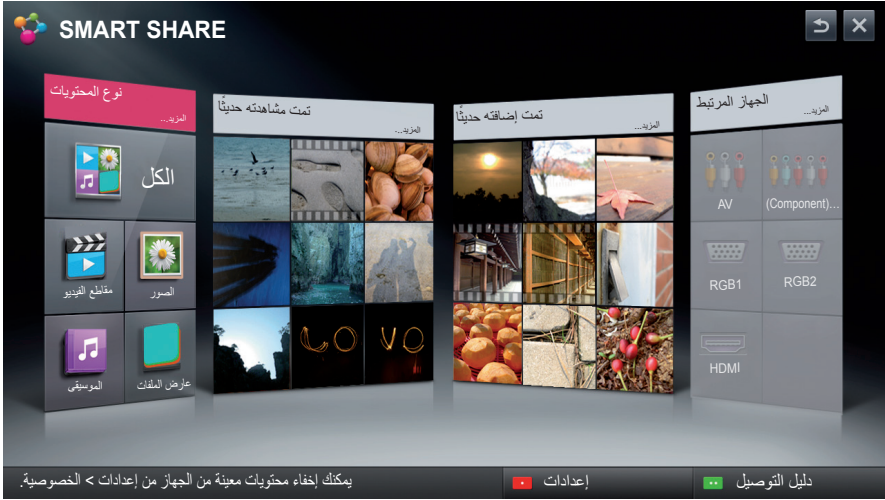 SMART SHARE
نوع المحتويات
المزيد...
الكل
مقاطع الفيديو
الصور
الموسيقى
عارض الملفات
تمت مشاهدته حديثًا
المزيد...
تمت إضافته حديثًا
المزيد...
الجهاز المرتبط
المزيد...
AV
(Component)...
RGB1
RGB2
HDMI
يمكنك إخفاء محتويات معينة من الجهاز من إعدادات > الخصوصية.
إعدادات
دليل التوصيل